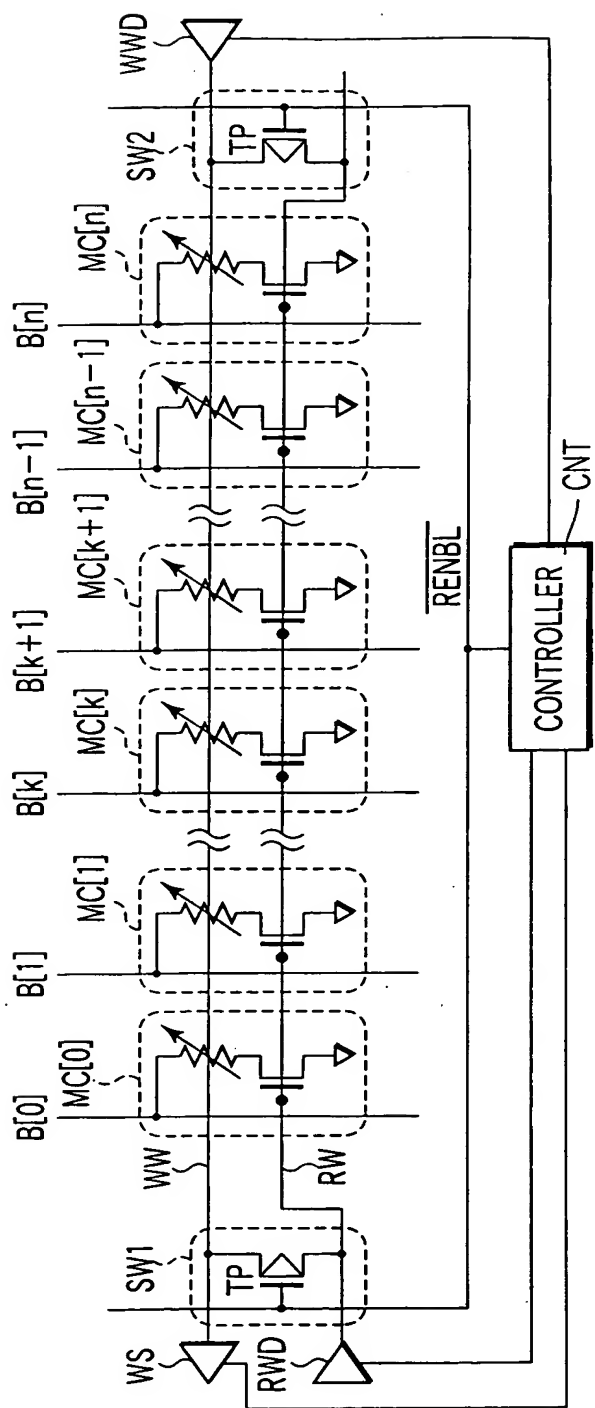 B[0]
B[1]
B[k]
B[k+1]
B[n-1]
B[n]
MC[0]
MC[1]
MC[k]
MC[k+1]
MC[n-1]
MC[n]
SW1
SW2
WWD
WS
TP
TP
WW
RW
RWD
RENBL
CONTROLLER
CNT